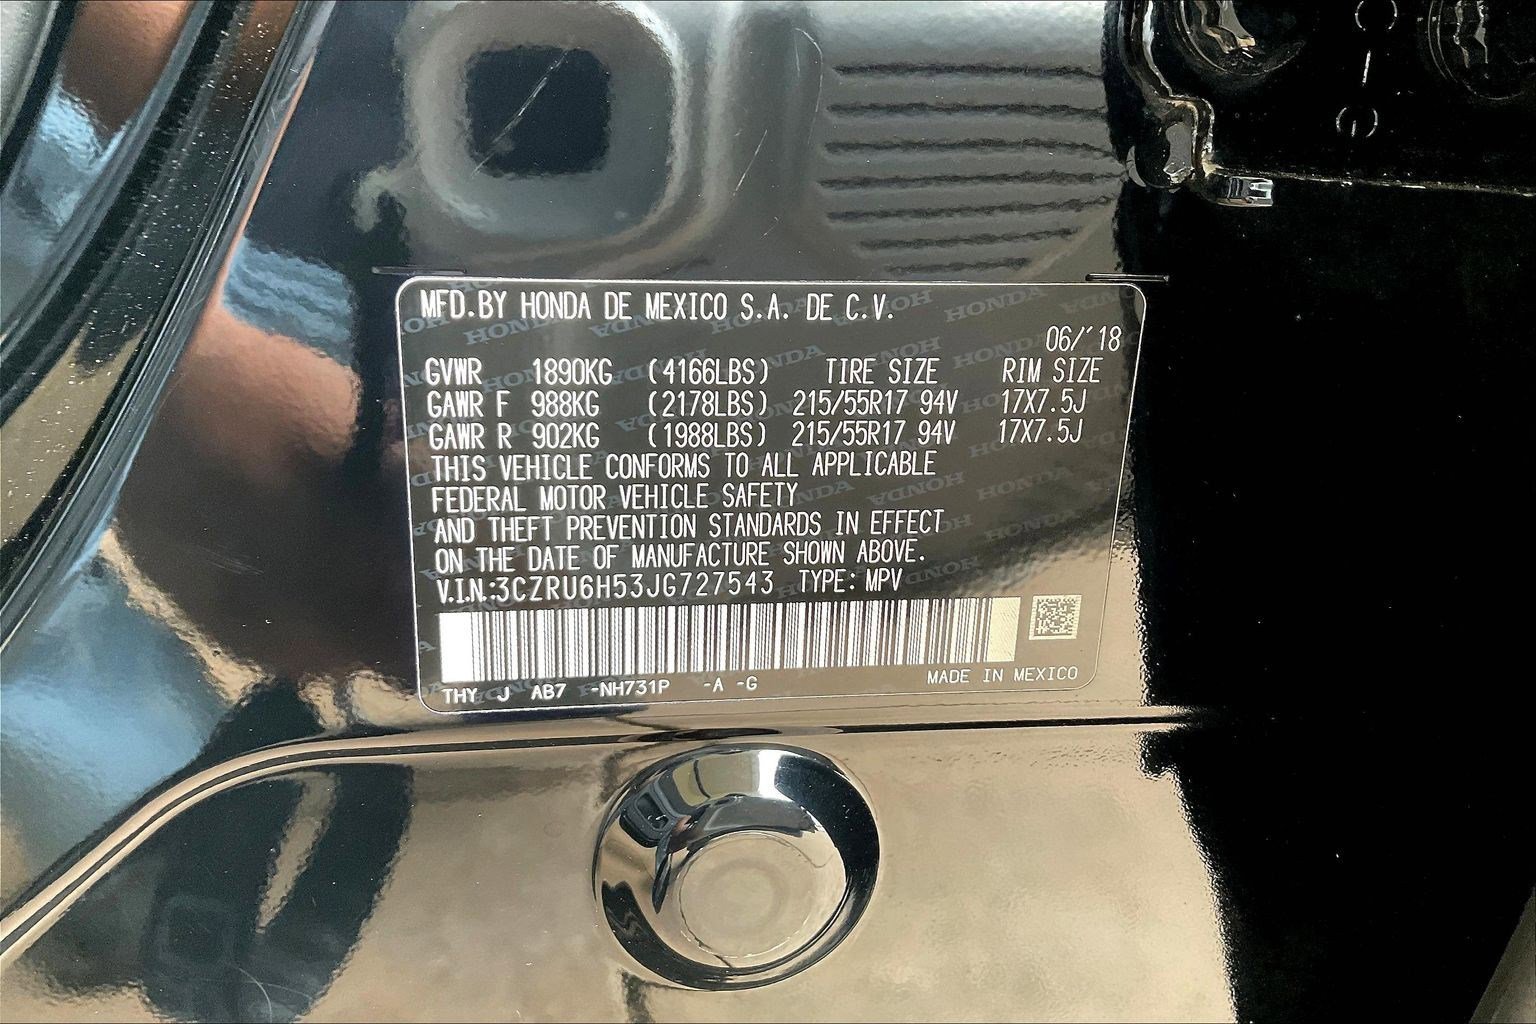 MFD.BY HONDA DE MEXICO S.A. DE C.V.
06/'18
GVWR 1890KG (4166LBS) TIRE SIZE RIM SIZE
GAWR F 988KG (2178LBS) 215/55R17 94V 17X7.5J
GAWR R 902KG (1988LBS) 215/55R17 94V 17X7.5J
THIS VEHICLE CONFORMS TO ALL APPLICABLE
FEDERAL MOTOR VEHICLE SAFETY
AND THEFT PREVENTION STANDARDS IN EFFECT
ON THE DATE OF MANUFACTURE SHOWN ABOVE.
V.I.N.:3CZRU6H53JG727543 TYPE: MPV
THY J AB7 -NH731P -A -G MADE IN MEXICO